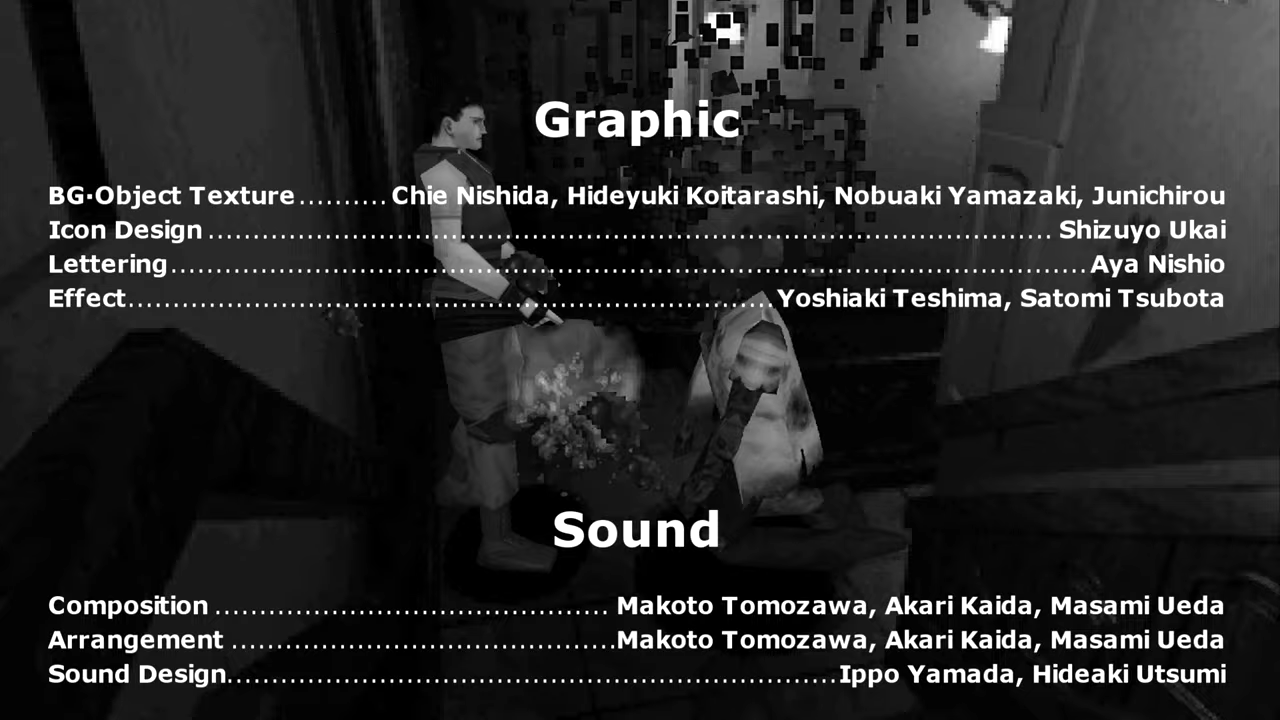 Graphic
BG·Object Texture.......... Chie Nishida, Hideyuki Koitarashi, Nobuaki Yamazaki, Junichirou
Icon Design .......................................................................................... Shizuyo Ukai
Lettering.................................................................................................. Aya Nishio
Effect..................................................................... Yoshiaki Teshima, Satomi Tsubota
Sound
Composition .......................................... Makoto Tomozawa, Akari Kaida, Masami Ueda
Arrangement .........................................Makoto Tomozawa, Akari Kaida, Masami Ueda
Sound Design.................................................................Ippo Yamada, Hideaki Utsumi